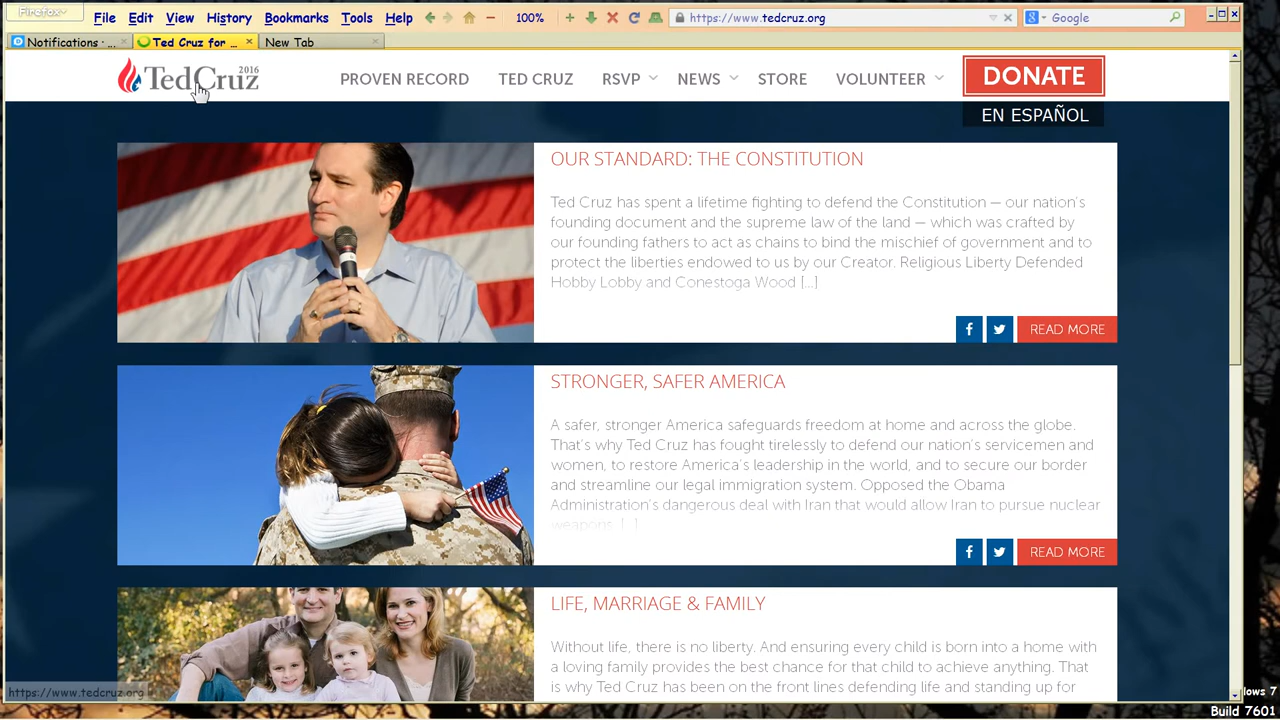 Firefox
File Edit View History Bookmarks Tools Help 100% https://www.tedcruz.org Google
Notifications · ... Ted Cruz for ... New Tab
TedCruz 2016 PROVEN RECORD TED CRUZ RSVP NEWS STORE VOLUNTEER DONATE
EN ESPAÑOL
OUR STANDARD: THE CONSTITUTION
Ted Cruz has spent a lifetime fighting to defend the Constitution — our nation's
founding document and the supreme law of the land — which was crafted by
our founding fathers to act as chains to bind the mischief of government and to
protect the liberties endowed to us by our Creator. Religious Liberty Defended
Hobby Lobby and Conestoga Wood [...]
READ MORE
STRONGER, SAFER AMERICA
A safer, stronger America safeguards freedom at home and across the globe.
That's why Ted Cruz has fought tirelessly to defend our nation's servicemen and
women, to restore America's leadership in the world, and to secure our border
and streamline our legal immigration system. Opposed the Obama
Administration's dangerous deal with Iran that would allow Iran to pursue nuclear
weapons. [...]
READ MORE
LIFE, MARRIAGE & FAMILY
Without life, there is no liberty. And ensuring every child is born into a home with
a loving family provides the best chance for that child to achieve anything. That
is why Ted Cruz has been on the front lines defending life and standing up for
https://www.tedcruz.org
lows 7
Build 7601